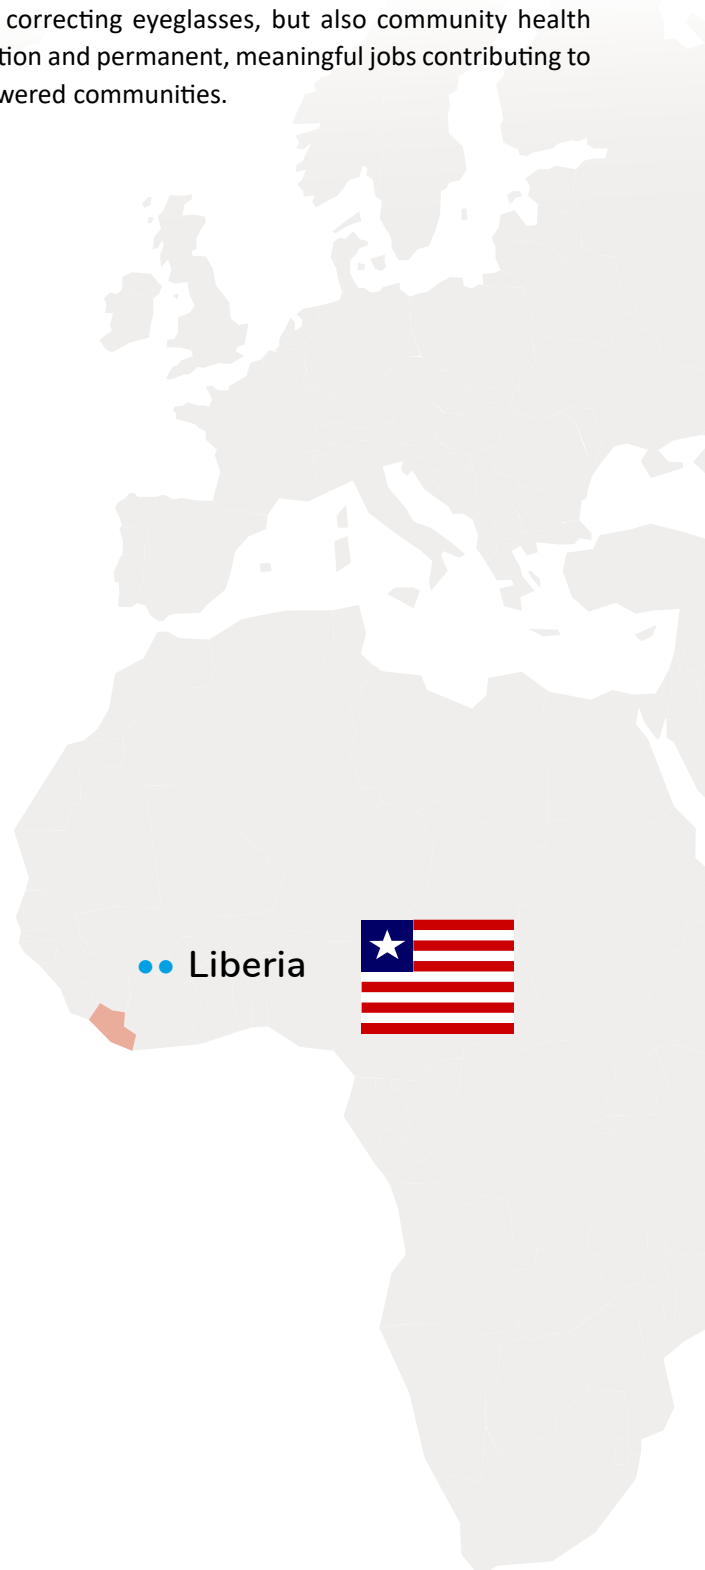 correcting eyeglasses, but also community health
tion and permanent, meaningful jobs contributing to
wered communities.
Liberia